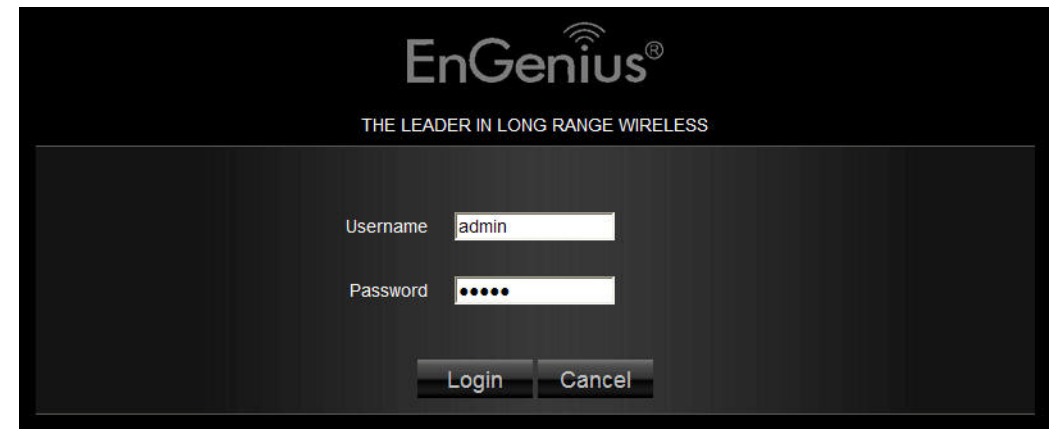 EnGenius®
THE LEADER IN LONG RANGE WIRELESS
Username admin
Password •••••
Login Cancel